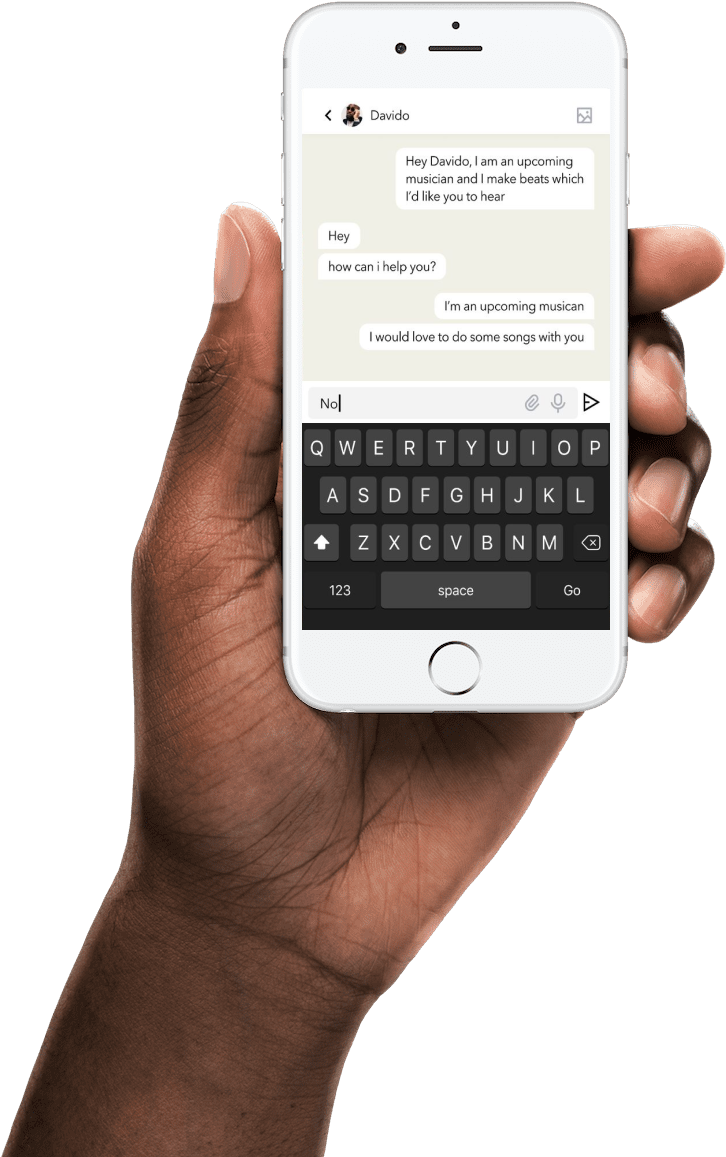 Davido
Hey Davido, I am an upcoming
musician and I make beats which
I'd like you to hear
Hey
how can i help you?
I'm an upcoming musican
I would love to do some songs with you
No
Q W E R T Y U I O P
A S D F G H J K L
Z X C V B N M
123 space Go